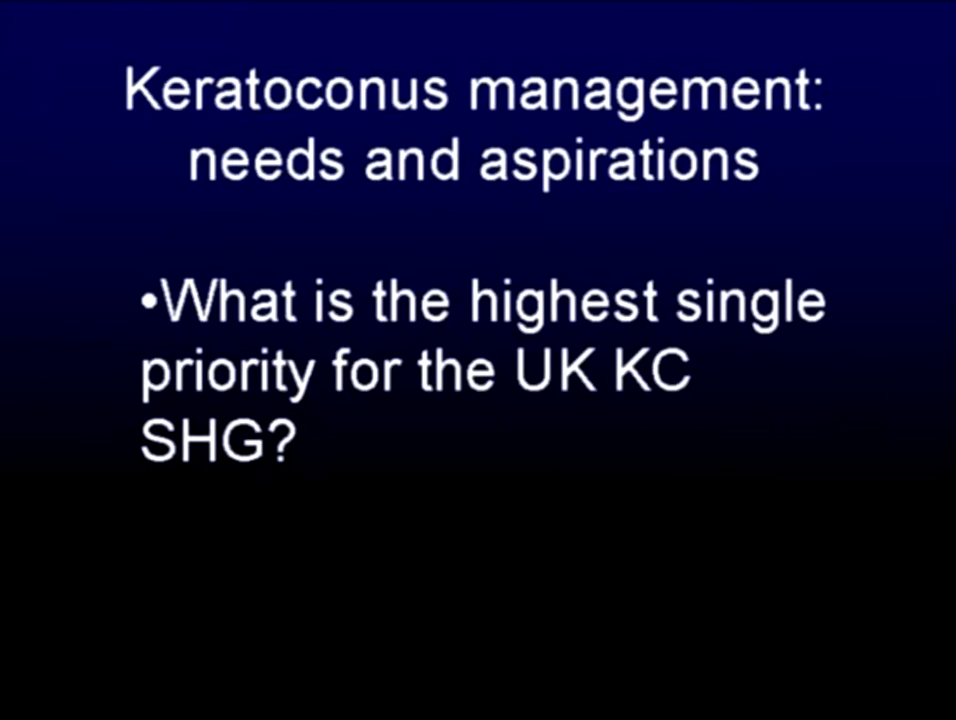 Keratoconus management:
needs and aspirations
•What is the highest single
priority for the UK KC
SHG?